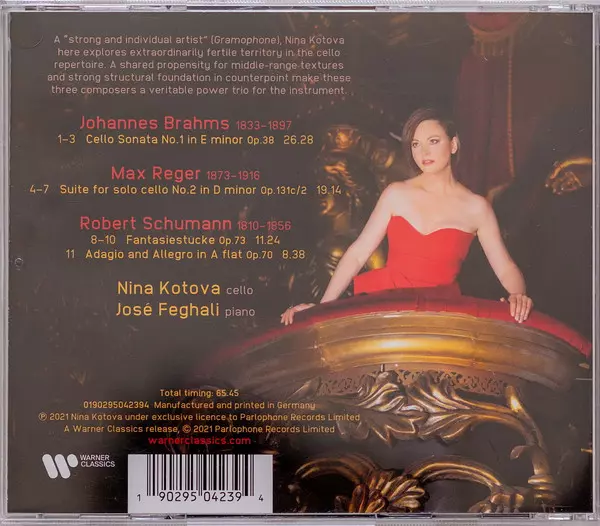 A "strong and individual artist" (Gramophone), Nina Kotova
here explores extraordinarily fertile territory in the cello
repertoire. A shared propensity for middle-range textures
and strong structural foundation in counterpoint make these
three composers a veritable power trio for the instrument.
Johannes Brahms 1833–1897
1–3 Cello Sonata No.1 in E minor Op.38 26.28
Max Reger 1873–1916
4–7 Suite for solo cello No.2 in D minor Op.131c/2 19.14
Robert Schumann 1810–1856
8–10 Fantasiestucke Op.73 11.24
11 Adagio and Allegro in A flat Op.70 8.38
Nina Kotova cello
José Feghali piano
Total timing: 65.45
0190295042394 Manufactured and printed in Germany
℗ 2021 Nina Kotova under exclusive licence to Parlophone Records Limited
A Warner Classics release, © 2021 Parlophone Records Limited
warnerclassics.com
WARNER
CLASSICS
1 90295 04239 4